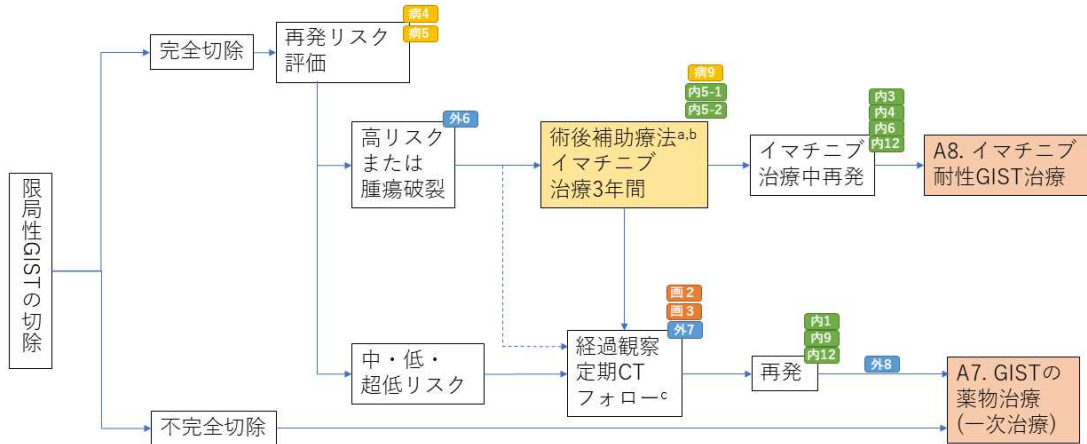 病4
病5
完全切除
再発リスク
評価
外6
高リスク
または
腫瘍破裂
病9
内5-1
内5-2
術後補助療法a,b
イマチニブ
治療3年間
イマチニブ
治療中再発
内3
内4
内6
内12
A8. イマチニブ
耐性GIST治療
限局性GISTの切除
画2
画3
外7
中・低・
超低リスク
経過観察
定期CT
フォローc
内1
内9
内12
再発
外8
A7. GISTの
薬物治療
(一次治療)
不完全切除